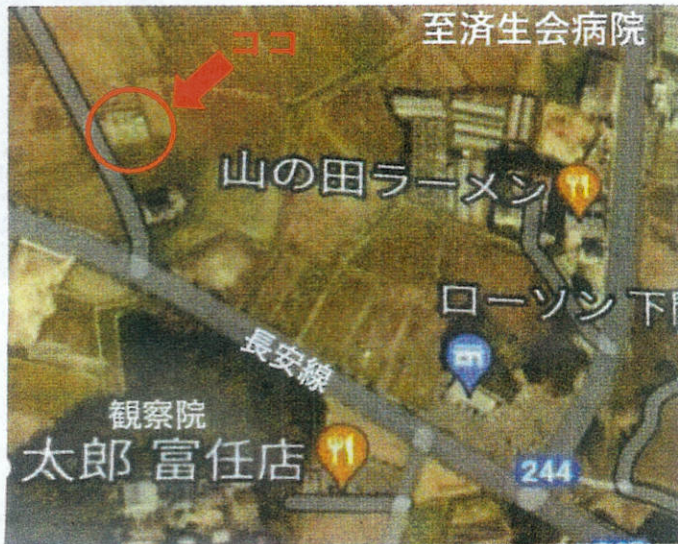 ココ
至済生会病院
山の田ラーメン
ローソン 下
長安線
観察院
太郎 富任店
244